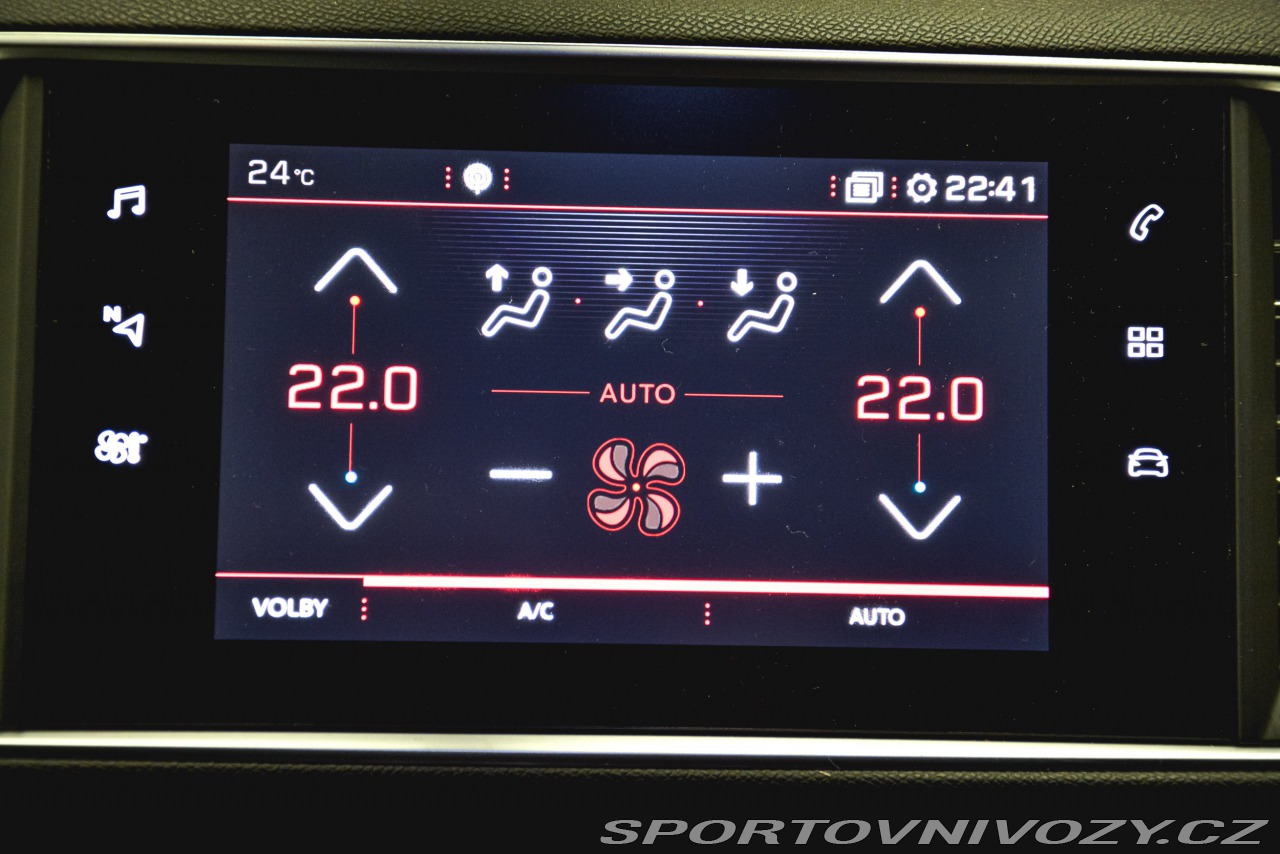 24°C
22:41
N
22.0
22.0
AUTO
VOLBY A/C AUTO
SPORTOVNIVOZY.CZ